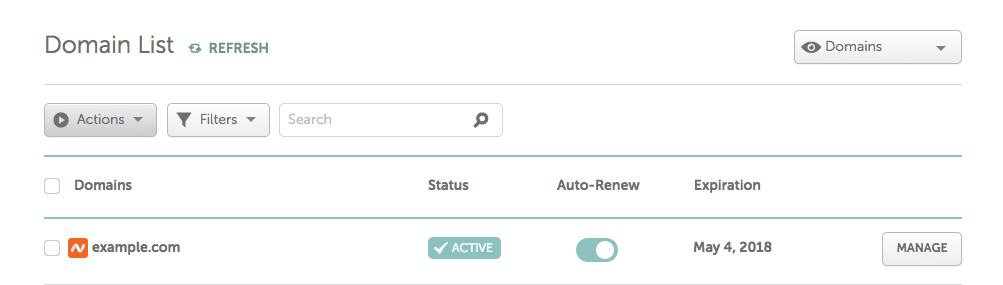 Domain List REFRESH Domains
Actions Filters Search
Domains Status Auto-Renew Expiration
example.com ACTIVE May 4, 2018 MANAGE